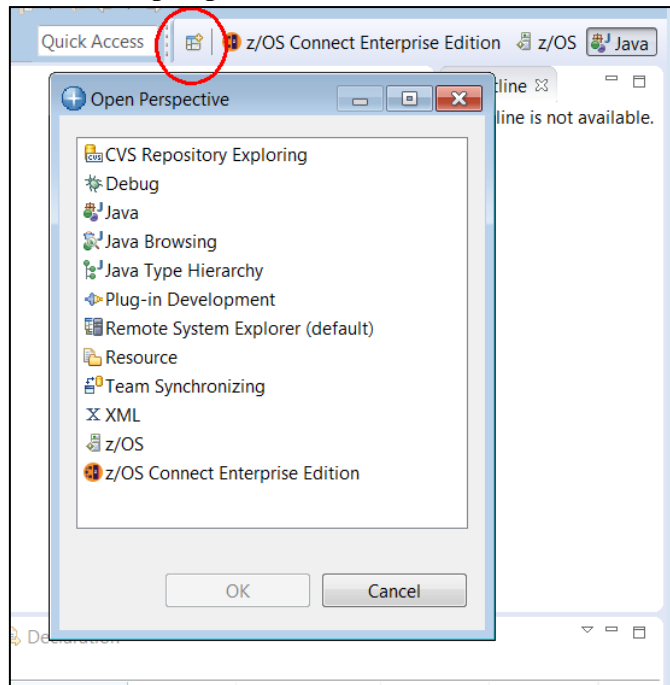 Quick Access z/OS Connect Enterprise Edition z/OS Java
Open Perspective
line is not available.
CVS Repository Exploring
Debug
Java
Java Browsing
Java Type Hierarchy
Plug-in Development
Remote System Explorer (default)
Resource
Team Synchronizing
XML
z/OS
z/OS Connect Enterprise Edition
OK Cancel